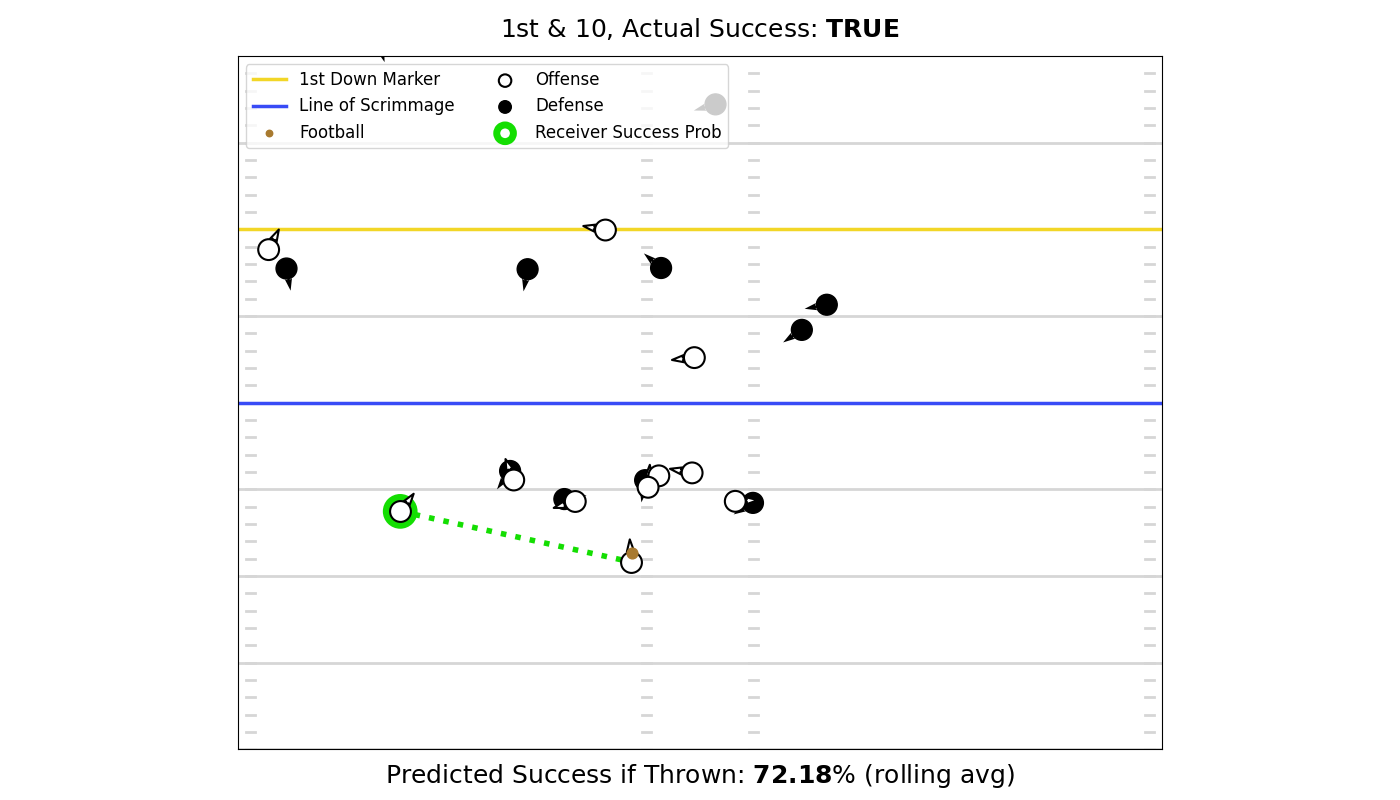 1st & 10, Actual Success: TRUE
1st Down Marker
Line of Scrimmage
Football
Offense
Defense
Receiver Success Prob
Predicted Success if Thrown: 72.18% (rolling avg)